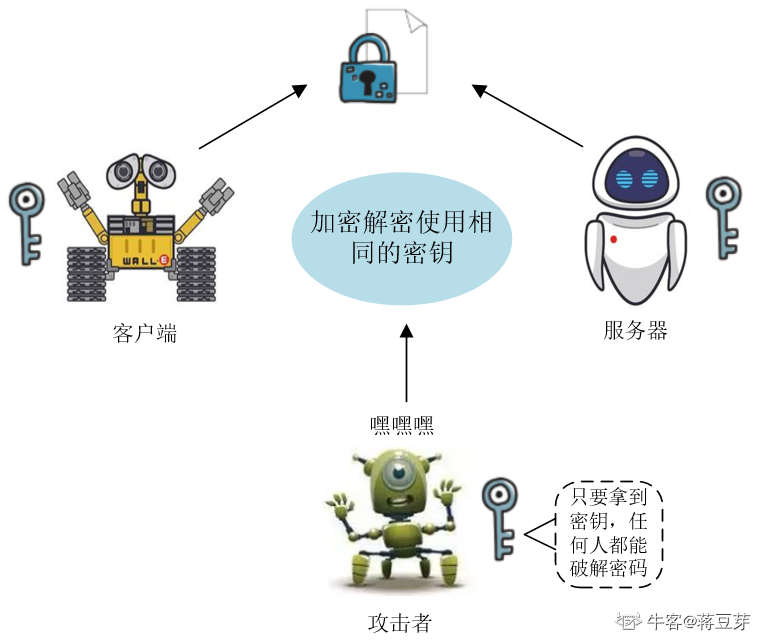 WALL·E
加密解密使用相
同的密钥
客户端
服务器
嘿嘿嘿
只要拿到
密钥，任
何人都能
破解密码
攻击者
牛客@蒋豆芽